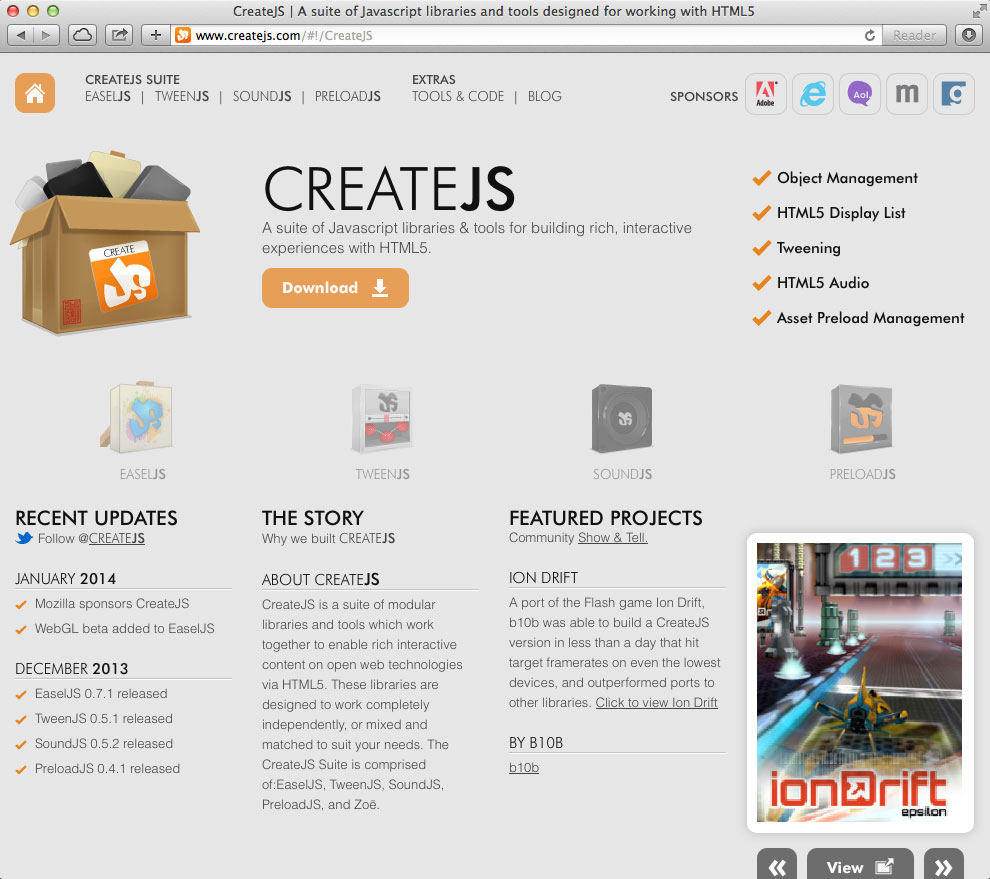 CreateJS | A suite of Javascript libraries and tools designed for working with HTML5
www.createjs.com/#!/CreateJS
Reader
CREATEJS SUITE
EASELJS | TWEENJS | SOUNDJS | PRELOADJS
EXTRAS
TOOLS & CODE | BLOG
SPONSORS
Adobe
Aol
m
g
CREATE
JS
CREATEJS
A suite of Javascript libraries & tools for building rich, interactive
experiences with HTML5.
Download
Object Management
HTML5 Display List
Tweening
HTML5 Audio
Asset Preload Management
JS
JS
JS
JS
EASELJS
TWEENJS
SOUNDJS
PRELOADJS
RECENT UPDATES
Follow @CREATEJS
JANUARY 2014
Mozilla sponsors CreateJS
WebGL beta added to EaselJS
DECEMBER 2013
EaselJS 0.7.1 released
TweenJS 0.5.1 released
SoundJS 0.5.2 released
PreloadJS 0.4.1 released
THE STORY
Why we built CREATEJS
ABOUT CREATEJS
CreateJS is a suite of modular
libraries and tools which work
together to enable rich interactive
content on open web technologies
via HTML5. These libraries are
designed to work completely
independently, or mixed and
matched to suit your needs. The
CreateJS Suite is comprised
of:EaselJS, TweenJS, SoundJS,
PreloadJS, and Zoë.
FEATURED PROJECTS
Community Show & Tell.
ION DRIFT
A port of the Flash game Ion Drift,
b10b was able to build a CreateJS
version in less than a day that hit
target framerates on even the lowest
devices, and outperformed ports to
other libraries. Click to view Ion Drift
BY B10B
b10b
123 >>
ionDrift
epsilon
« View »